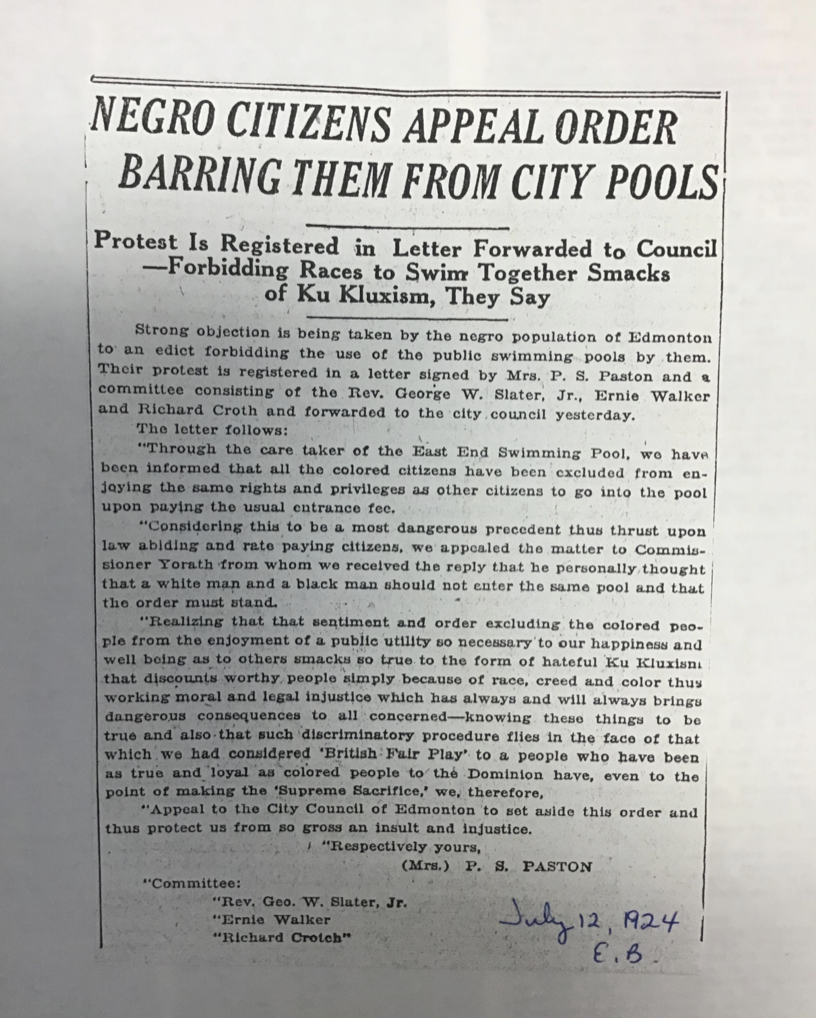 NEGRO CITIZENS APPEAL ORDER
BARRING THEM FROM CITY POOLS
Protest Is Registered in Letter Forwarded to Council
—Forbidding Races to Swim Together Smacks
of Ku Kluxism, They Say
Strong objection is being taken by the negro population of Edmonton
to an edict forbidding the use of the public swimming pools by them.
Their protest is registered in a letter signed by Mrs. P. S. Paston and a
committee consisting of the Rev. George W. Slater, Jr., Ernie Walker
and Richard Croth and forwarded to the city council yesterday.
The letter follows:
"Through the care taker of the East End Swimming Pool, we have
been informed that all the colored citizens have been excluded from en-
joying the same rights and privileges as other citizens to go into the pool
upon paying the usual entrance fee.
"Considering this to be a most dangerous precedent thus thrust upon
law abiding and rate paying citizens, we appealed the matter to Commis-
sioner Yorath from whom we received the reply that he personally thought
that a white man and a black man should not enter the same pool and that
the order must stand.
"Realizing that that sentiment and order excluding the colored peo-
ple from the enjoyment of a public utility so necessary to our happiness and
well being as to others smacks so true to the form of hateful Ku Kluxism
that discounts worthy people simply because of race, creed and color thus
working moral and legal injustice which has always and will always brings
dangerous consequences to all concerned—knowing these things to be
true and also that such discriminatory procedure flies in the face of that
which we had considered 'British Fair Play' to a people who have been
as true and loyal as colored people to the Dominion have, even to the
point of making the 'Supreme Sacrifice,' we, therefore,
"Appeal to the City Council of Edmonton to set aside this order and
thus protect us from so gross an insult and injustice.
"Respectively yours,
(Mrs.) P. S. PASTON
"Committee:
"Rev. Geo. W. Slater, Jr.
"Ernie Walker
"Richard Crotch"
July 12, 1924
E.B.